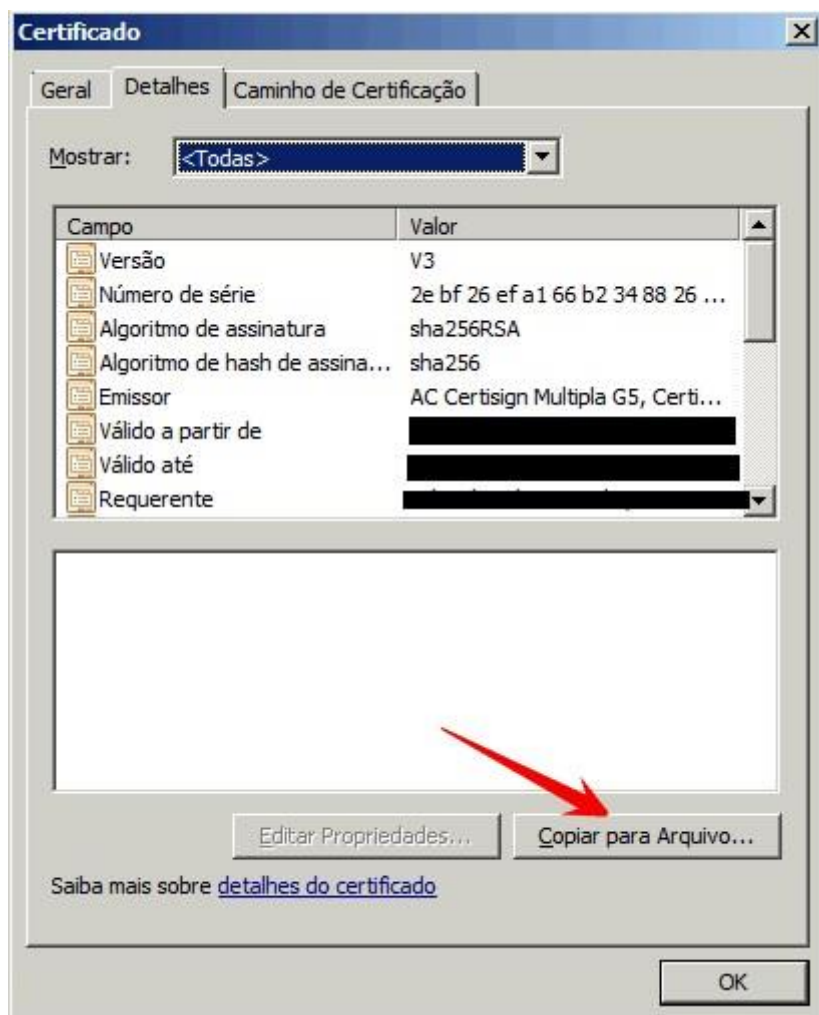 Certificado
Geral Detalhes Caminho de Certificação
Mostrar: <Todas>
Campo Valor
Versão V3
Número de série 2e bf 26 ef a1 66 b2 34 88 26 ...
Algoritmo de assinatura sha256RSA
Algoritmo de hash de assina... sha256
Emissor AC Certisign Multipla G5, Certi...
Válido a partir de
Válido até
Requerente
Editar Propriedades... Copiar para Arquivo...
Saiba mais sobre detalhes do certificado
OK